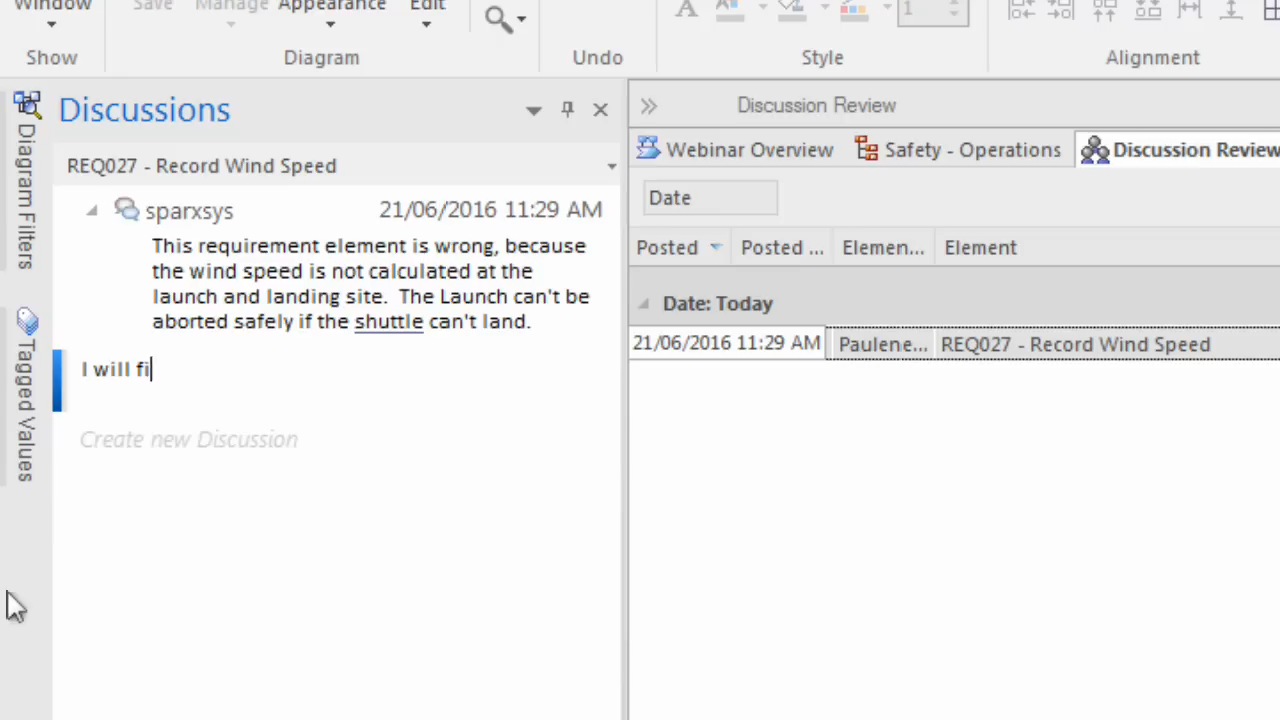 Window Save Manage Appearance Edit
1
Show Diagram Undo Style Alignment
Discussions
Discussion Review
Diagram Filters
Tagged Values
REQ027 - Record Wind Speed
sparxsys 21/06/2016 11:29 AM
This requirement element is wrong, because
the wind speed is not calculated at the
launch and landing site. The Launch can't be
aborted safely if the shuttle can't land.
I will fi
Create new Discussion
Webinar Overview Safety - Operations Discussion Review
Date
Posted Posted ... Elemen... Element
Date: Today
21/06/2016 11:29 AM Paulene... REQ027 - Record Wind Speed